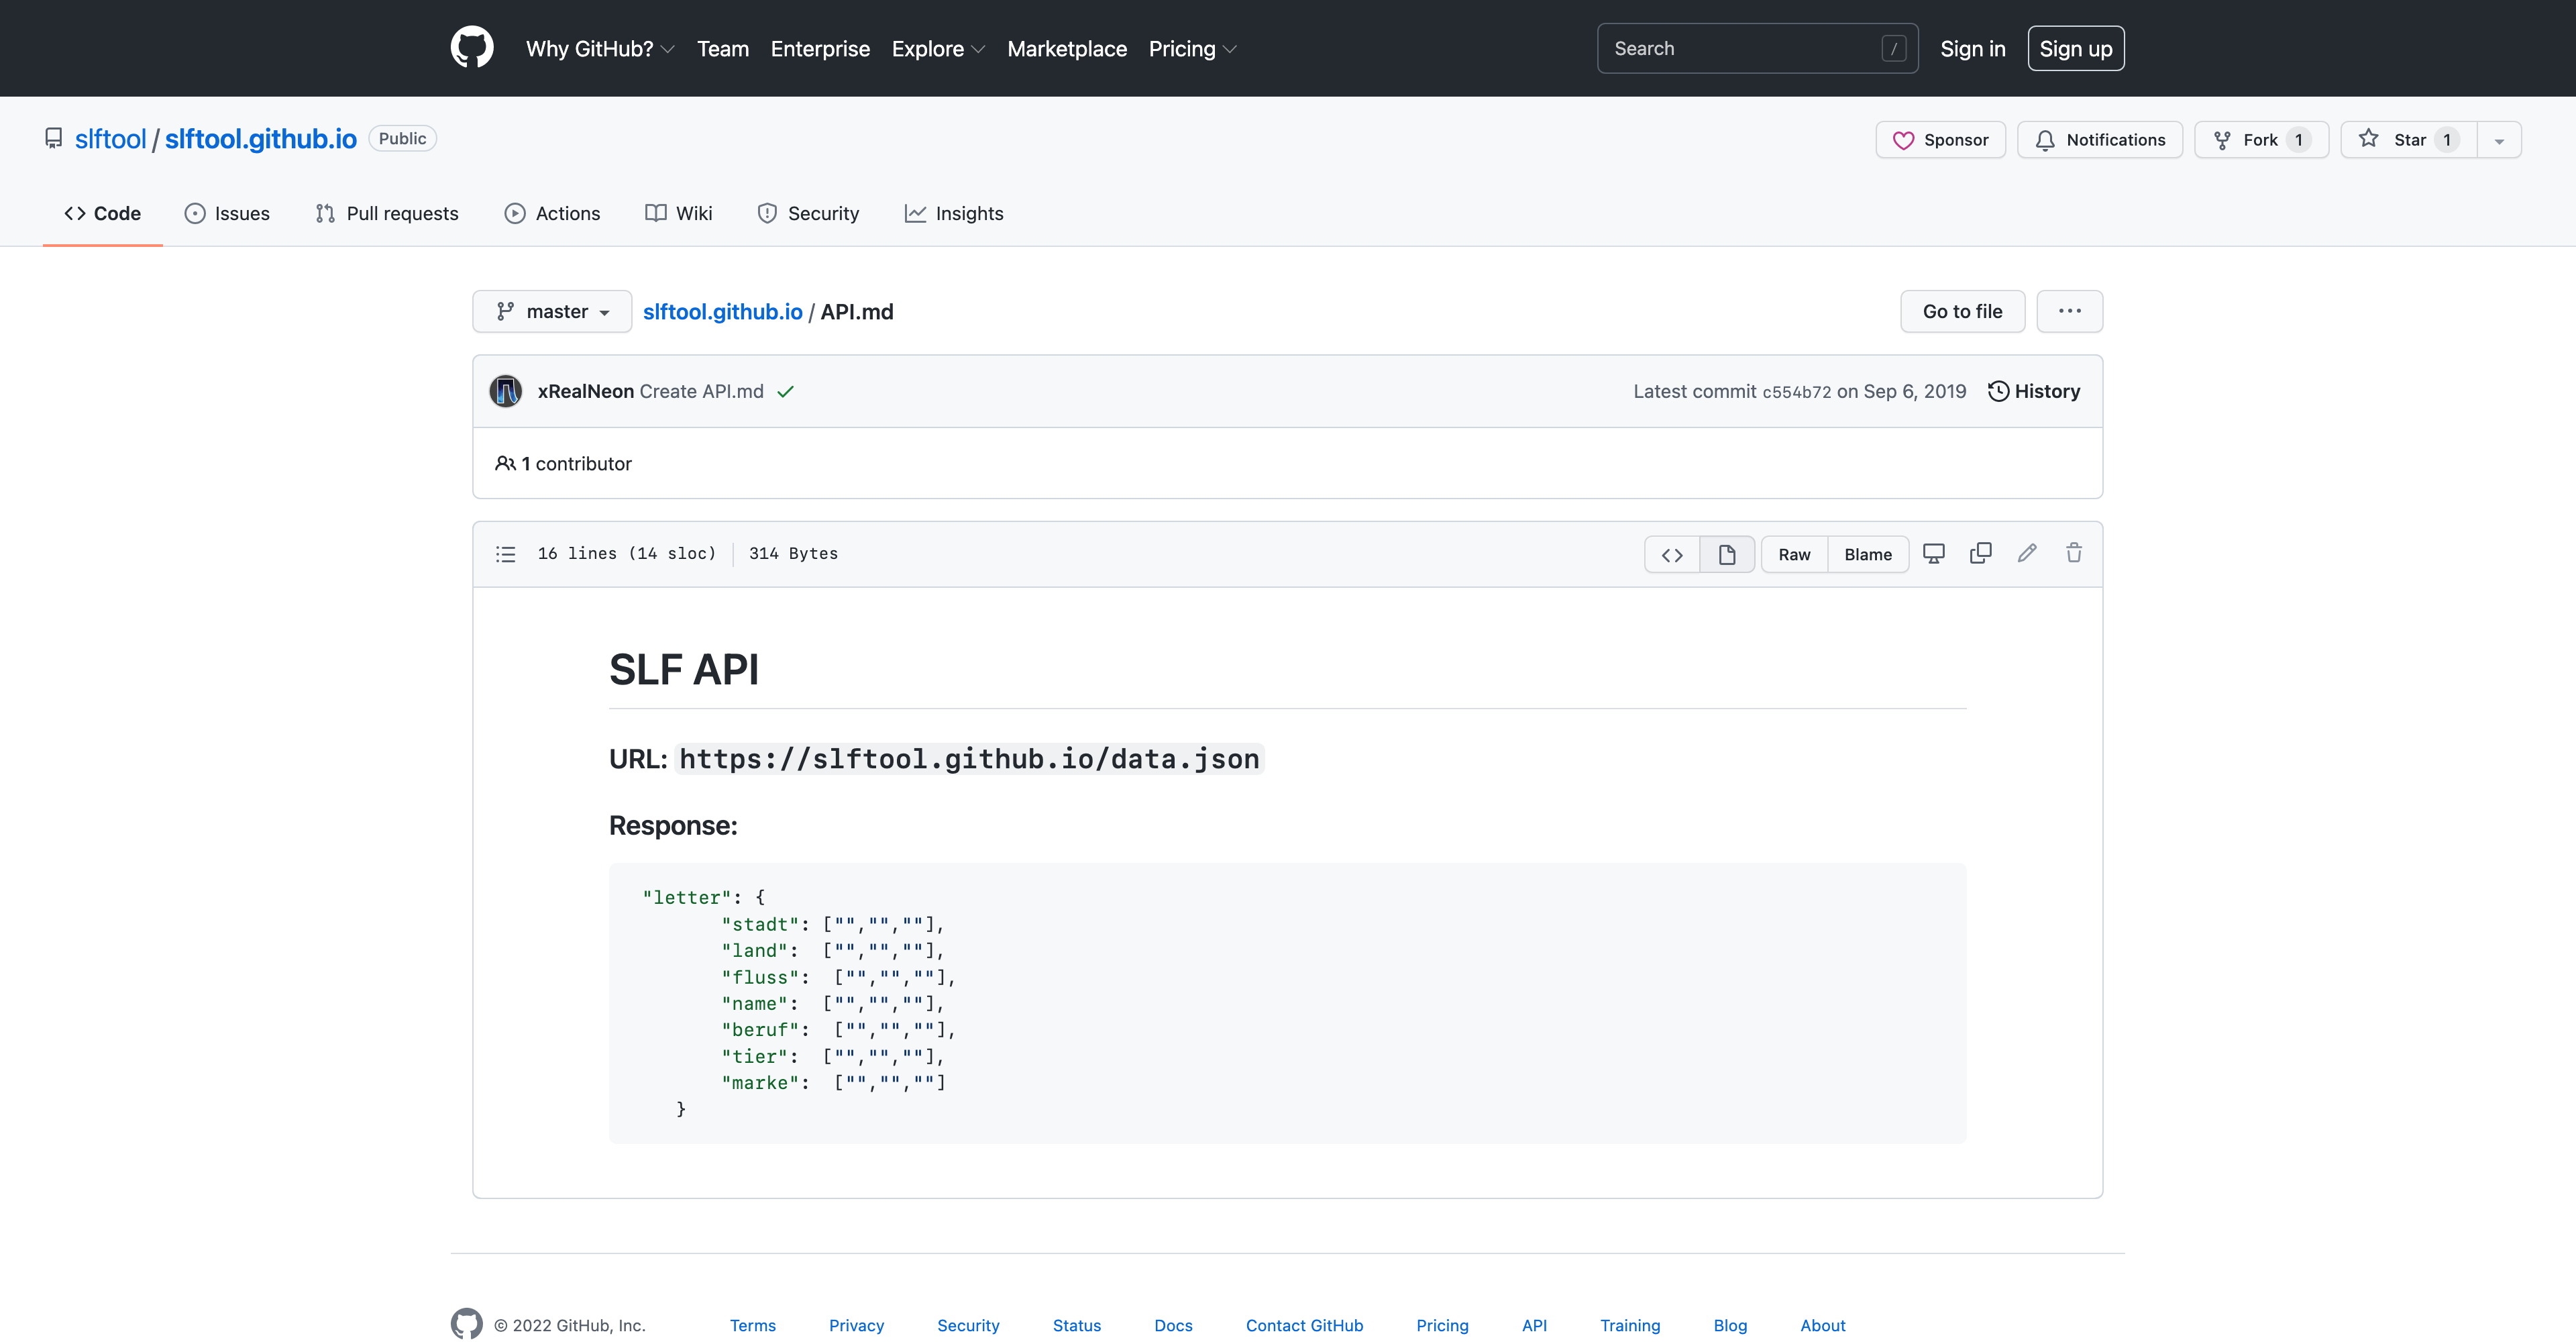 Why GitHub? Team Enterprise Explore Marketplace Pricing Search / Sign in Sign up
slftool / slftool.github.io Public Sponsor Notifications Fork 1 Star 1
Code Issues Pull requests Actions Wiki Security Insights
master slftool.github.io / API.md Go to file ...
xRealNeon Create API.md Latest commit c554b72 on Sep 6, 2019 History
1 contributor
16 lines (14 sloc) 314 Bytes Raw Blame
SLF API
URL: https://slftool.github.io/data.json
Response:
"letter": {
"stadt": ["","",""],
"land":  ["","",""],
"fluss":  ["","",""],
"name":  ["","",""],
"beruf":  ["","",""],
"tier":  ["","",""],
"marke":  ["","",""]
}
© 2022 GitHub, Inc. Terms Privacy Security Status Docs Contact GitHub Pricing API Training Blog About